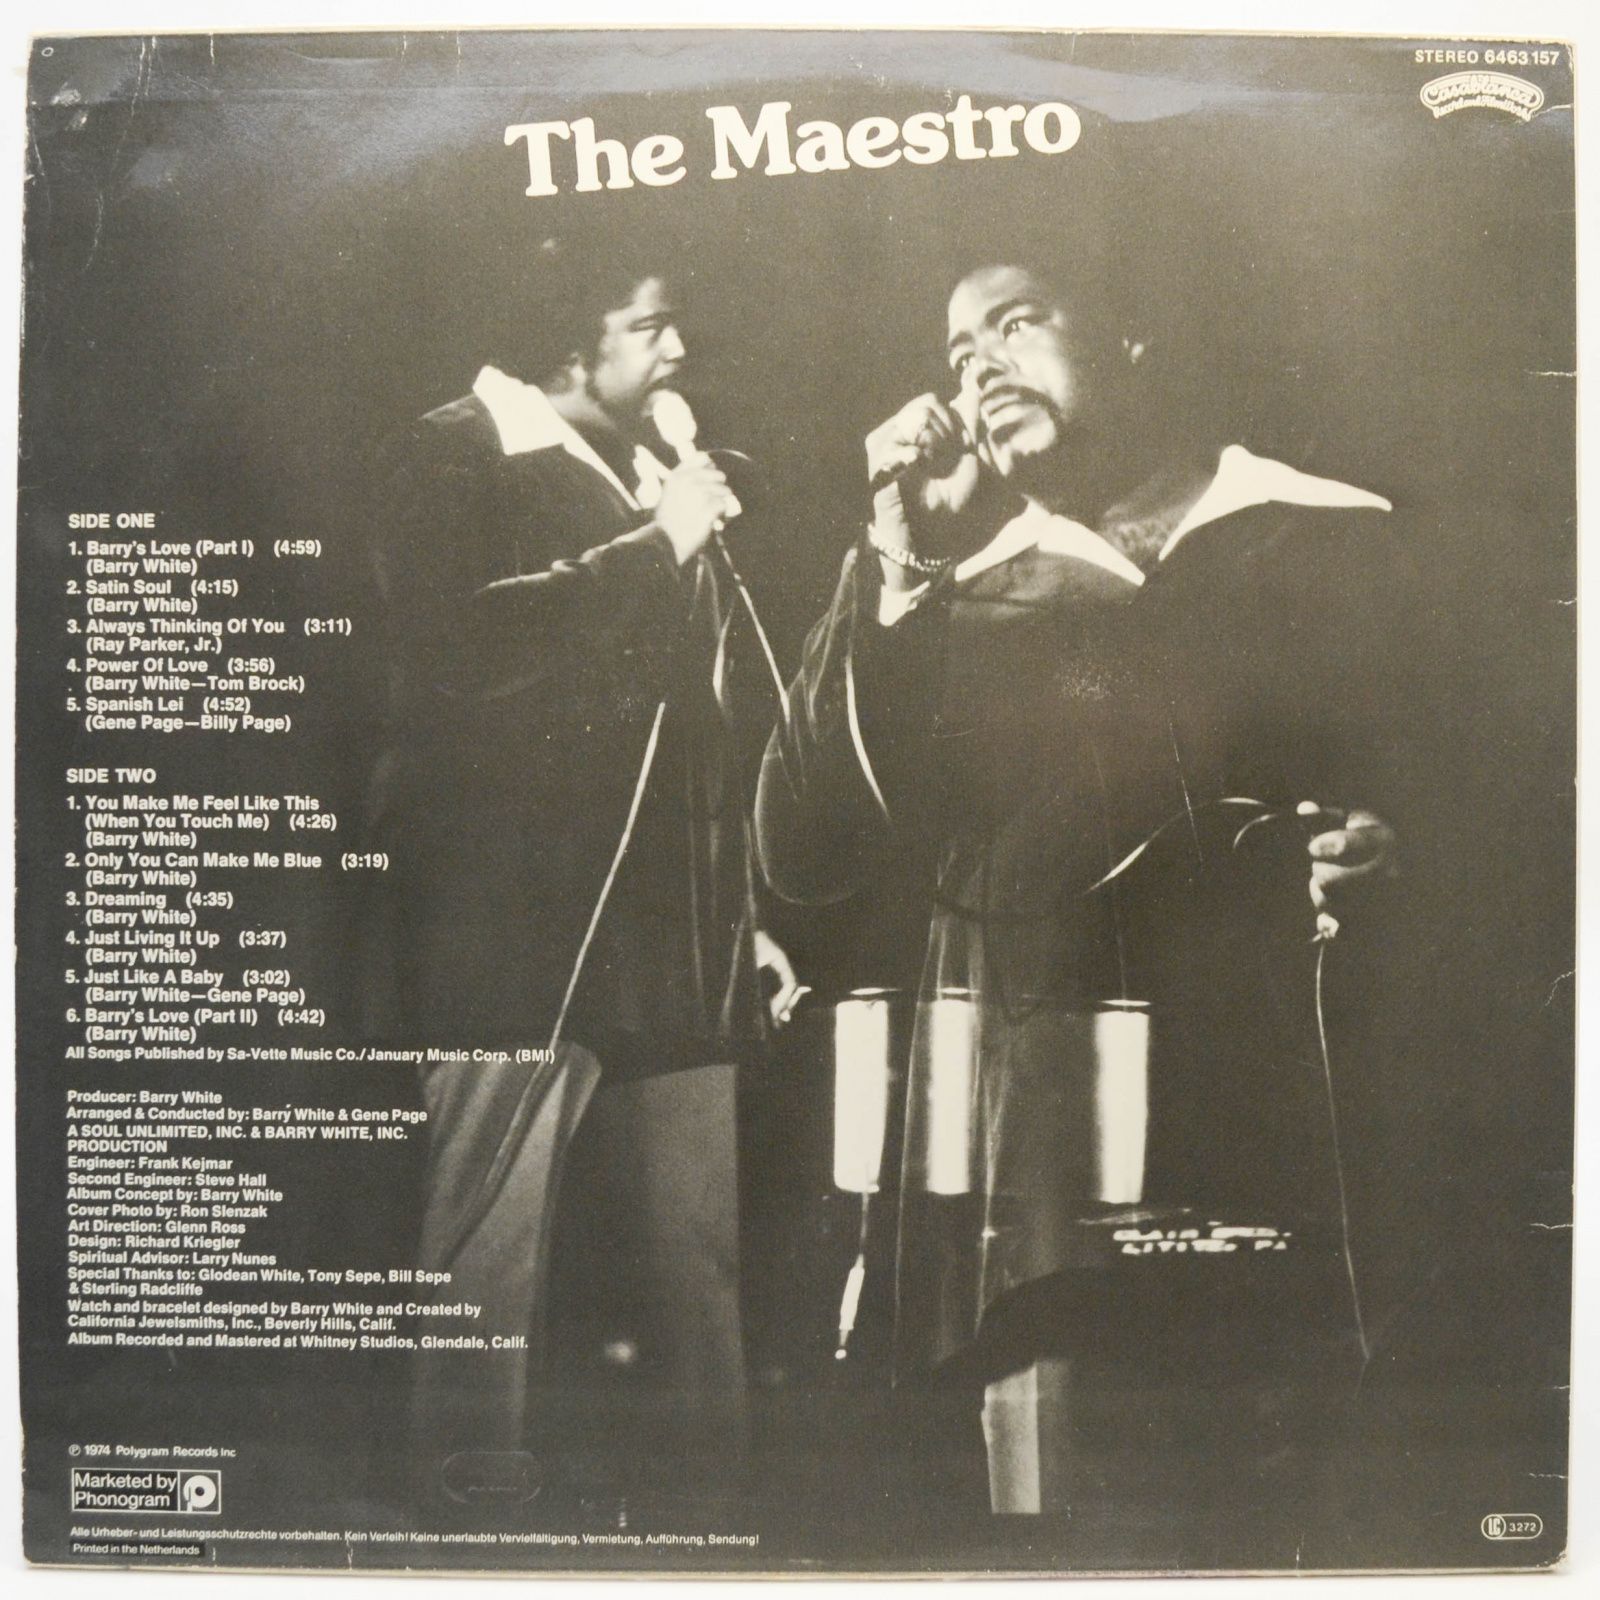 STEREO 6463 157
Casablanca
Record and FilmWorks
The Maestro
SIDE ONE
1. Barry's Love (Part I) (4:59)
(Barry White)
2. Satin Soul (4:15)
(Barry White)
3. Always Thinking Of You (3:11)
(Ray Parker, Jr.)
4. Power Of Love (3:56)
(Barry White—Tom Brock)
5. Spanish Lei (4:52)
(Gene Page—Billy Page)
SIDE TWO
1. You Make Me Feel Like This
(When You Touch Me) (4:26)
(Barry White)
2. Only You Can Make Me Blue (3:19)
(Barry White)
3. Dreaming (4:35)
(Barry White)
4. Just Living It Up (3:37)
(Barry White)
5. Just Like A Baby (3:02)
(Barry White—Gene Page)
6. Barry's Love (Part II) (4:42)
(Barry White)
All Songs Published by Sa-Vette Music Co./January Music Corp. (BMI)
Producer: Barry White
Arranged & Conducted by: Barry White & Gene Page
A SOUL UNLIMITED, INC. & BARRY WHITE, INC.
PRODUCTION
Engineer: Frank Kejmar
Second Engineer: Steve Hall
Album Concept by: Barry White
Cover Photo by: Ron Slenzak
Art Direction: Glenn Ross
Design: Richard Kriegler
Spiritual Advisor: Larry Nunes
Special Thanks to: Glodean White, Tony Sepe, Bill Sepe
& Sterling Radcliffe
Watch and bracelet designed by Barry White and Created by
California Jewelsmiths, Inc., Beverly Hills, Calif.
Album Recorded and Mastered at Whitney Studios, Glendale, Calif.
℗ 1974 Polygram Records Inc
Marketed by
Phonogram
Alle Urheber- und Leistungsschutzrechte vorbehalten. Kein Verleih! Keine unerlaubte Vervielfältigung, Vermietung, Aufführung, Sendung!
Printed in the Netherlands
LC 3272